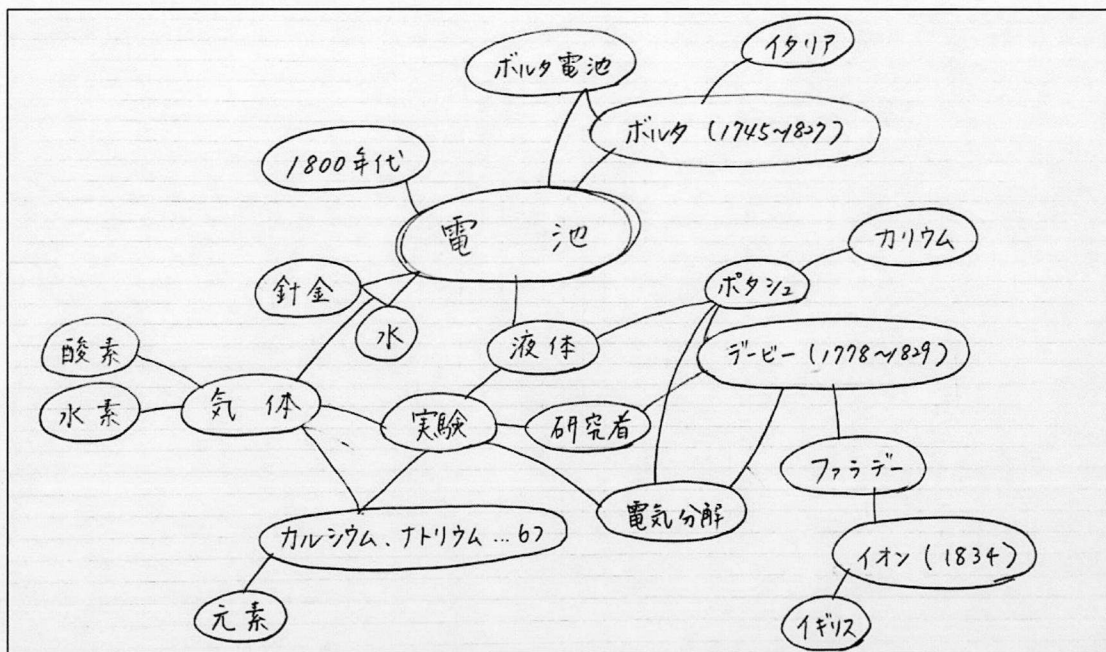 イタリア
ボルタ電池
ボルタ (1745~1827)
1800年代
電 池
カリウム
ポタシュ
針金
水
液体
デービー (1778~1829)
酸素
水素
気 体
実験
研究者
ファラデー
電気分解
カルシウム、ナトリウム…6つ
イオン (1834)
元素
イギリス